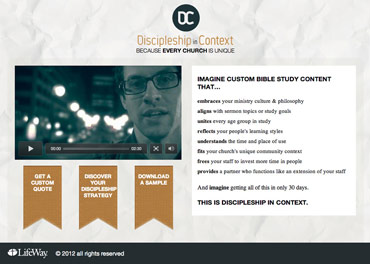 DC
Discipleship in Context
BECAUSE EVERY CHURCH IS UNIQUE
IMAGINE CUSTOM BIBLE STUDY CONTENT
THAT...
embraces your ministry culture & philosophy
aligns with sermon topics or study goals
unites every age group in study
reflects your people's learning styles
understands the time and place of use
fits your church's unique community context
frees your staff to invest more time in people
provides a partner who functions like an extension of your staff
And imagine getting all of this in only 30 days.
THIS IS DISCIPLESHIP IN CONTEXT.
00:00 00:00
GET A
CUSTOM
QUOTE
DISCOVER
YOUR
DISCIPLESHIP
STRATEGY
DOWNLOAD
A SAMPLE
LifeWay © 2012 all rights reserved